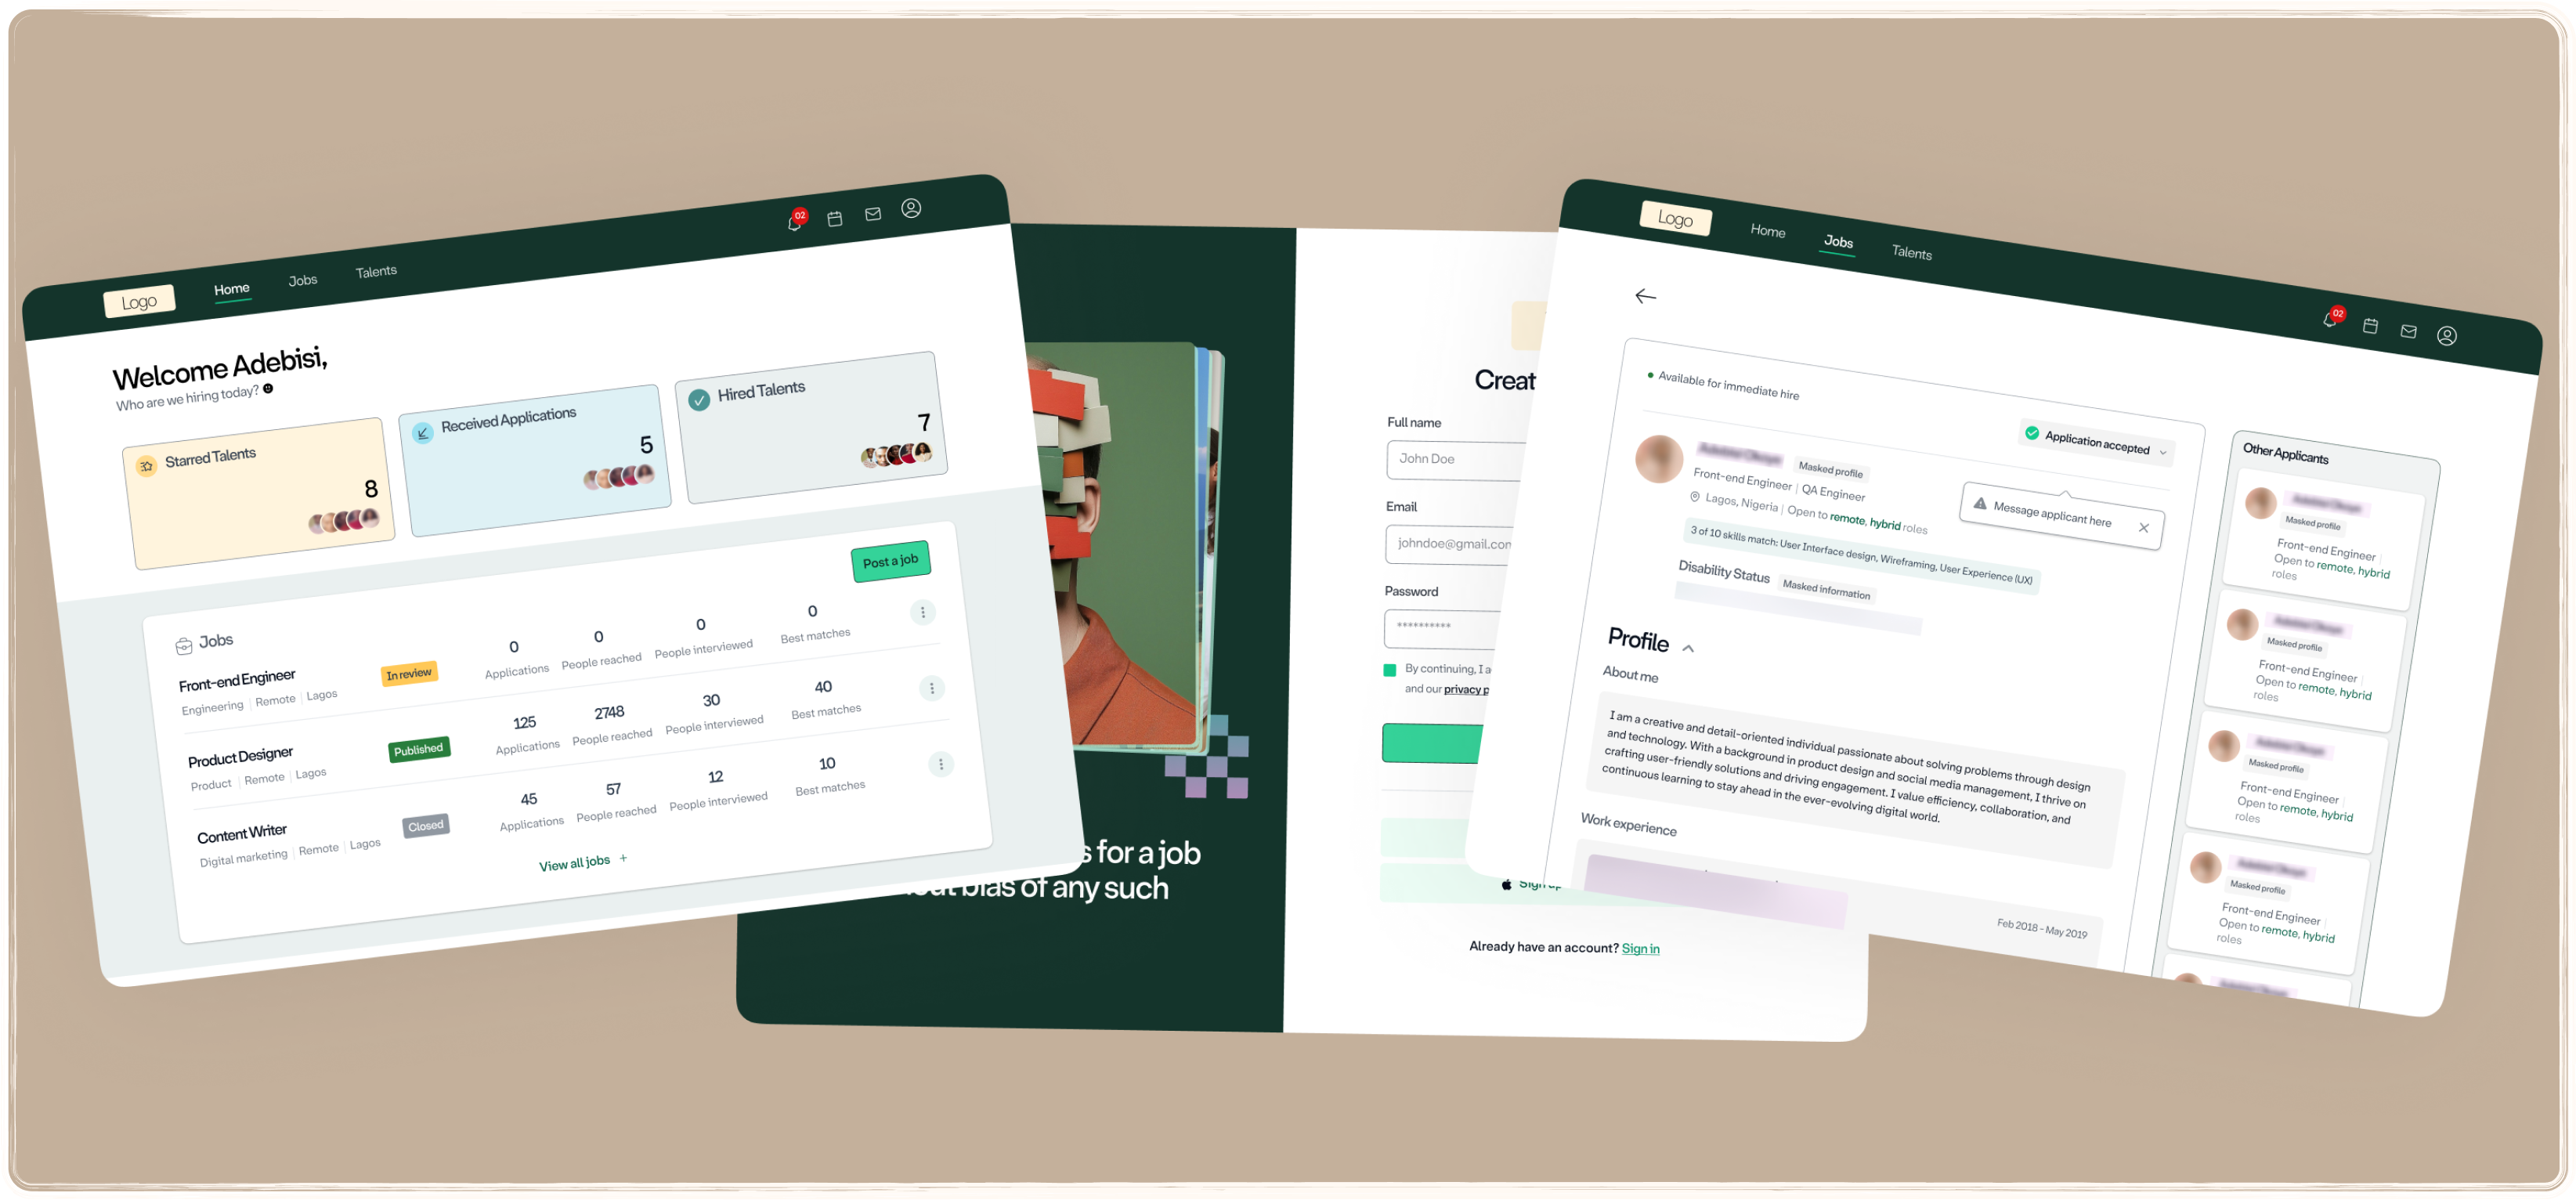 Logo
Home
Jobs
Talents
02
Welcome Adebisi,
Who are we hiring today?
Starred Talents
8
Received Applications
5
Hired Talents
7
Post a job
Jobs
Front-end Engineer
Engineering | Remote | Lagos
In review
0
Applications
0
People reached
0
People interviewed
0
Best matches
Product Designer
Product | Remote | Lagos
Published
125
Applications
2748
People reached
30
People interviewed
40
Best matches
Content Writer
Digital marketing | Remote | Lagos
Closed
45
Applications
57
People reached
12
People interviewed
10
Best matches
View all jobs +
for a job
of any such
Full name
John Doe
Email
Password
**********
By continuing, I
and our privacy
Already have an account? Sign in
Logo
Home
Jobs
Talents
02
Available for immediate hire
Application accepted
Masked profile
Front-end Engineer | QA Engineer
Lagos, Nigeria | Open to remote, hybrid roles
Message applicant here
3 of 10 skills match: User Interface design, Wireframing, User Experience (UX)
Disability Status
Masked information
Profile
About me
I am a creative and detail-oriented individual passionate about solving problems through design
and technology. With a background in product design and social media management, I thrive on
crafting user-friendly solutions and driving engagement. I value efficiency, collaboration, and
continuous learning to stay ahead in the ever-evolving digital world.
Work experience
Feb 2018 - May 2019
Other Applicants
Masked profile
Front-end Engineer |
Open to remote, hybrid
roles
Masked profile
Front-end Engineer |
Open to remote, hybrid
roles
Masked profile
Front-end Engineer |
Open to remote, hybrid
roles
Masked profile
Front-end Engineer |
Open to remote, hybrid
roles